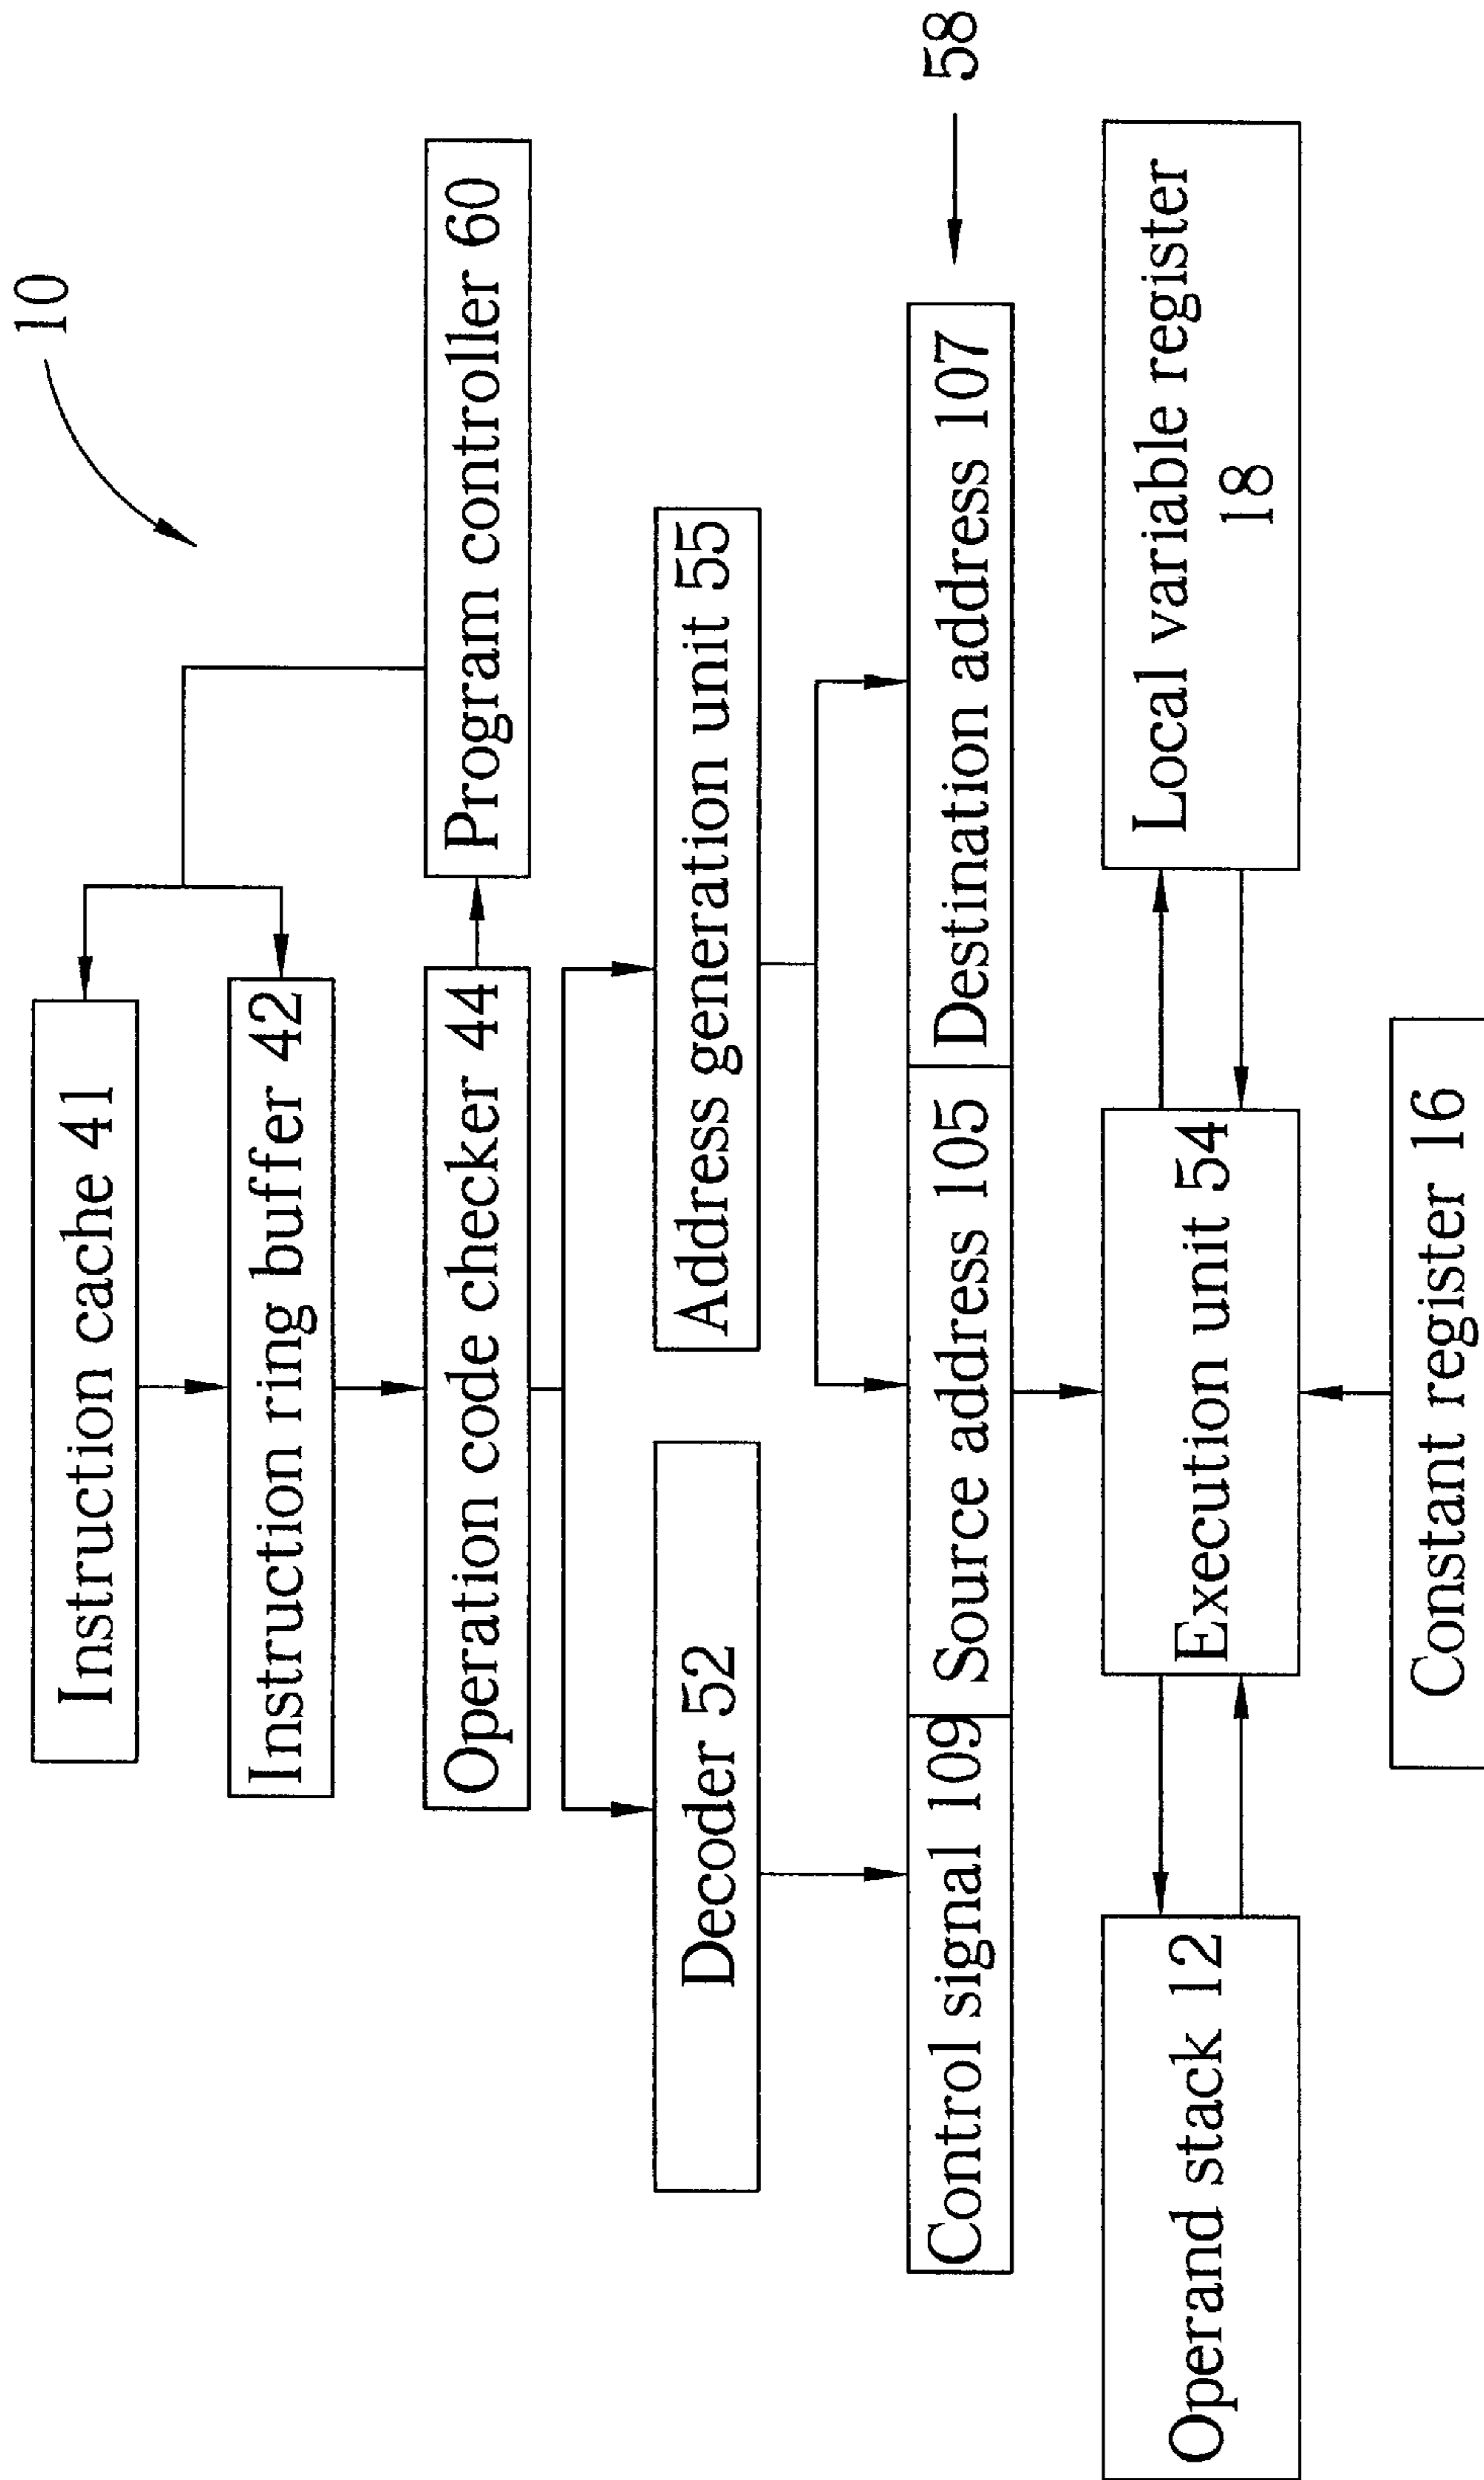 10
Instruction cache 41
Instruction ring buffer 42
Operation code checker 44
Program controller 60
Decoder 52
Address generation unit 55
Control signal 109
Source address 105
Destination address 107
58
Operand stack 12
Execution unit 54
Local variable register
18
Constant register 16